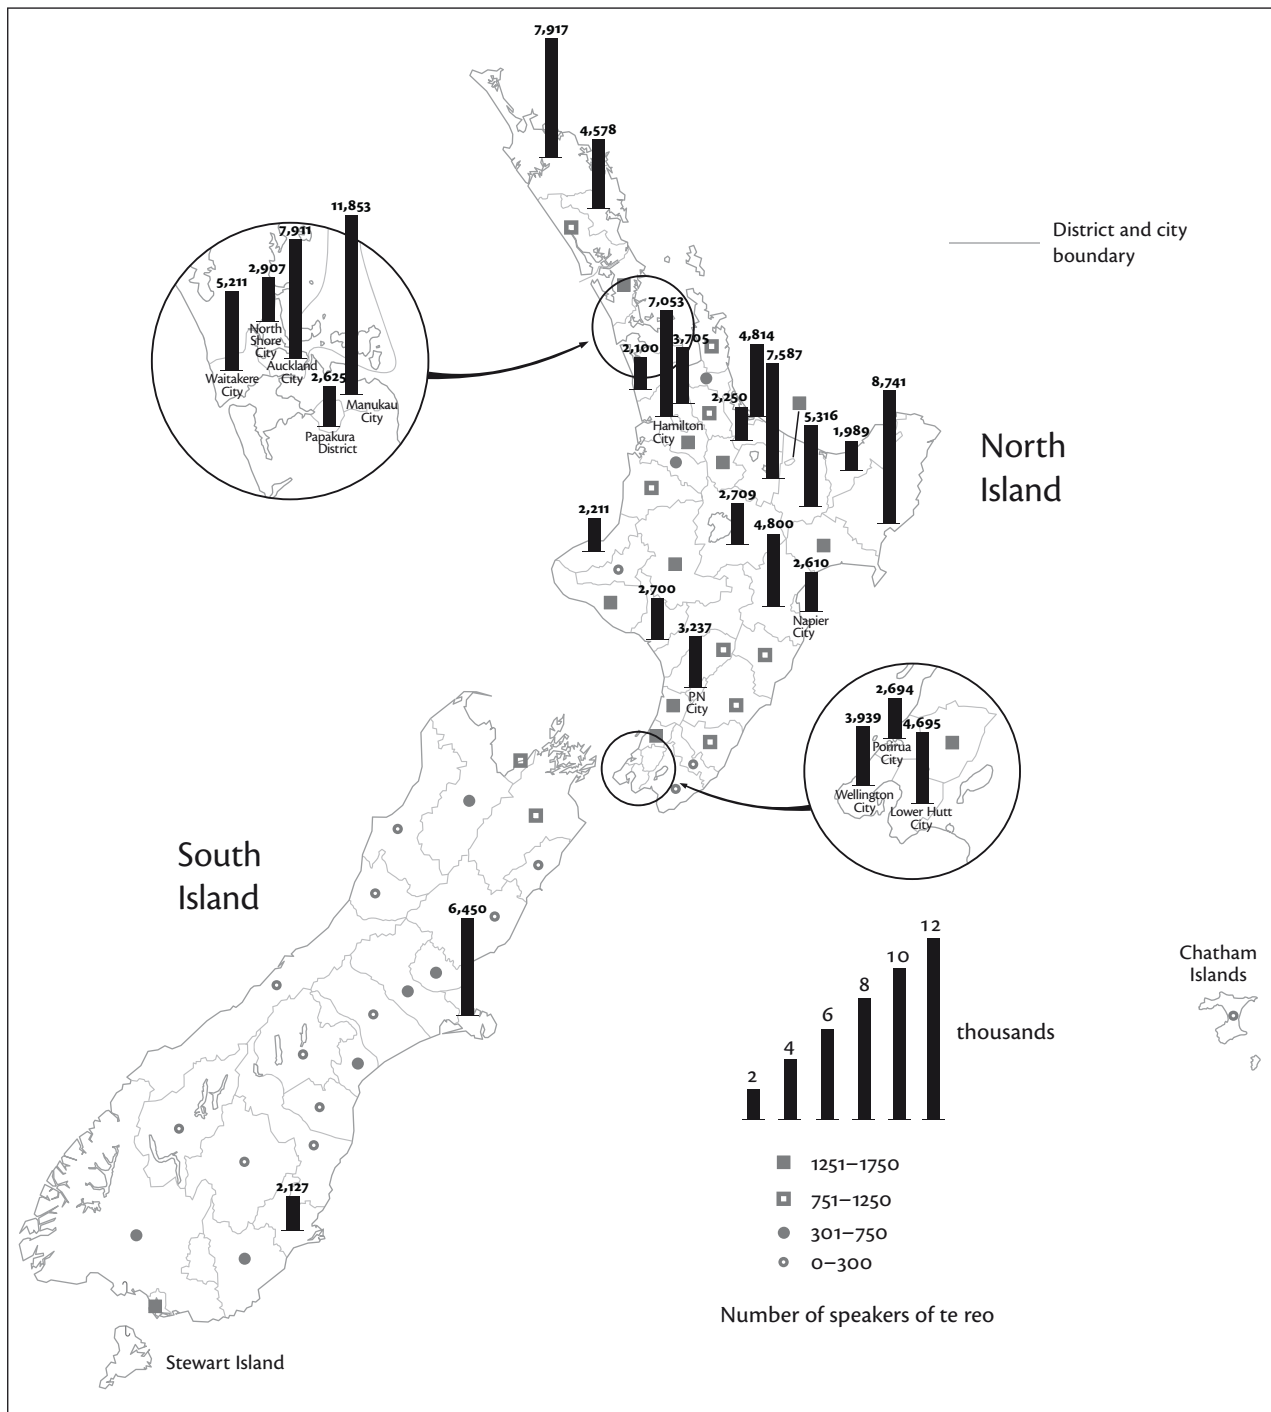 7,917
4,578
District and city
boundary
11,853
7,911
2,907
5,211
North
Shore
City
Auckland
City
Waitakere
City
2,625
Manukau
City
Papakura
District
7,053
3,705
2,100
4,814
7,587
2,250
8,741
5,316
1,989
Hamilton
City
North
Island
2,709
2,211
4,800
2,610
2,700
Napier
City
3,237
PN
City
2,694
3,939
4,695
Porirua
City
Wellington
City
Lower Hutt
City
South
Island
6,450
12
10
8
6
4
2
thousands
Chatham
Islands
2,127
1251–1750
751–1250
301–750
0–300
Number of speakers of te reo
Stewart Island